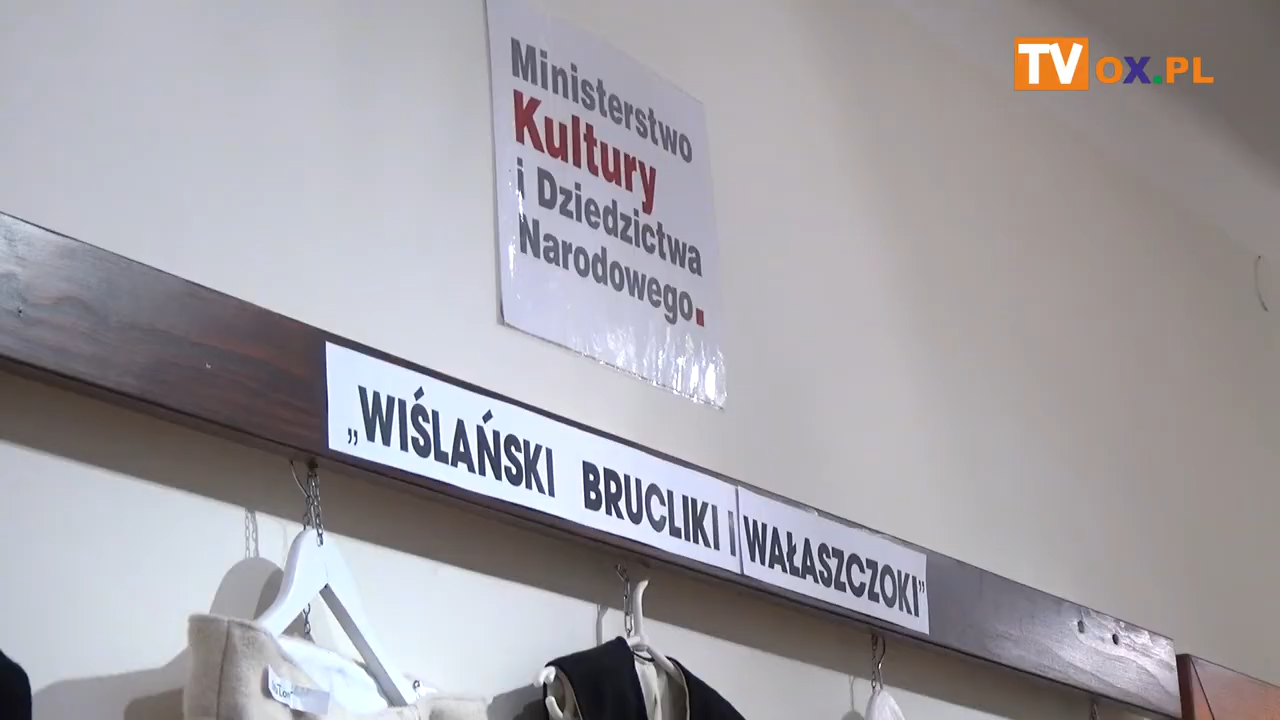 TVOX.PL
Ministerstwo
Kultury
i Dziedzictwa
Narodowego.
„WIŚLAŃSKI BRUCLIKI I WAŁASZCZOKI”